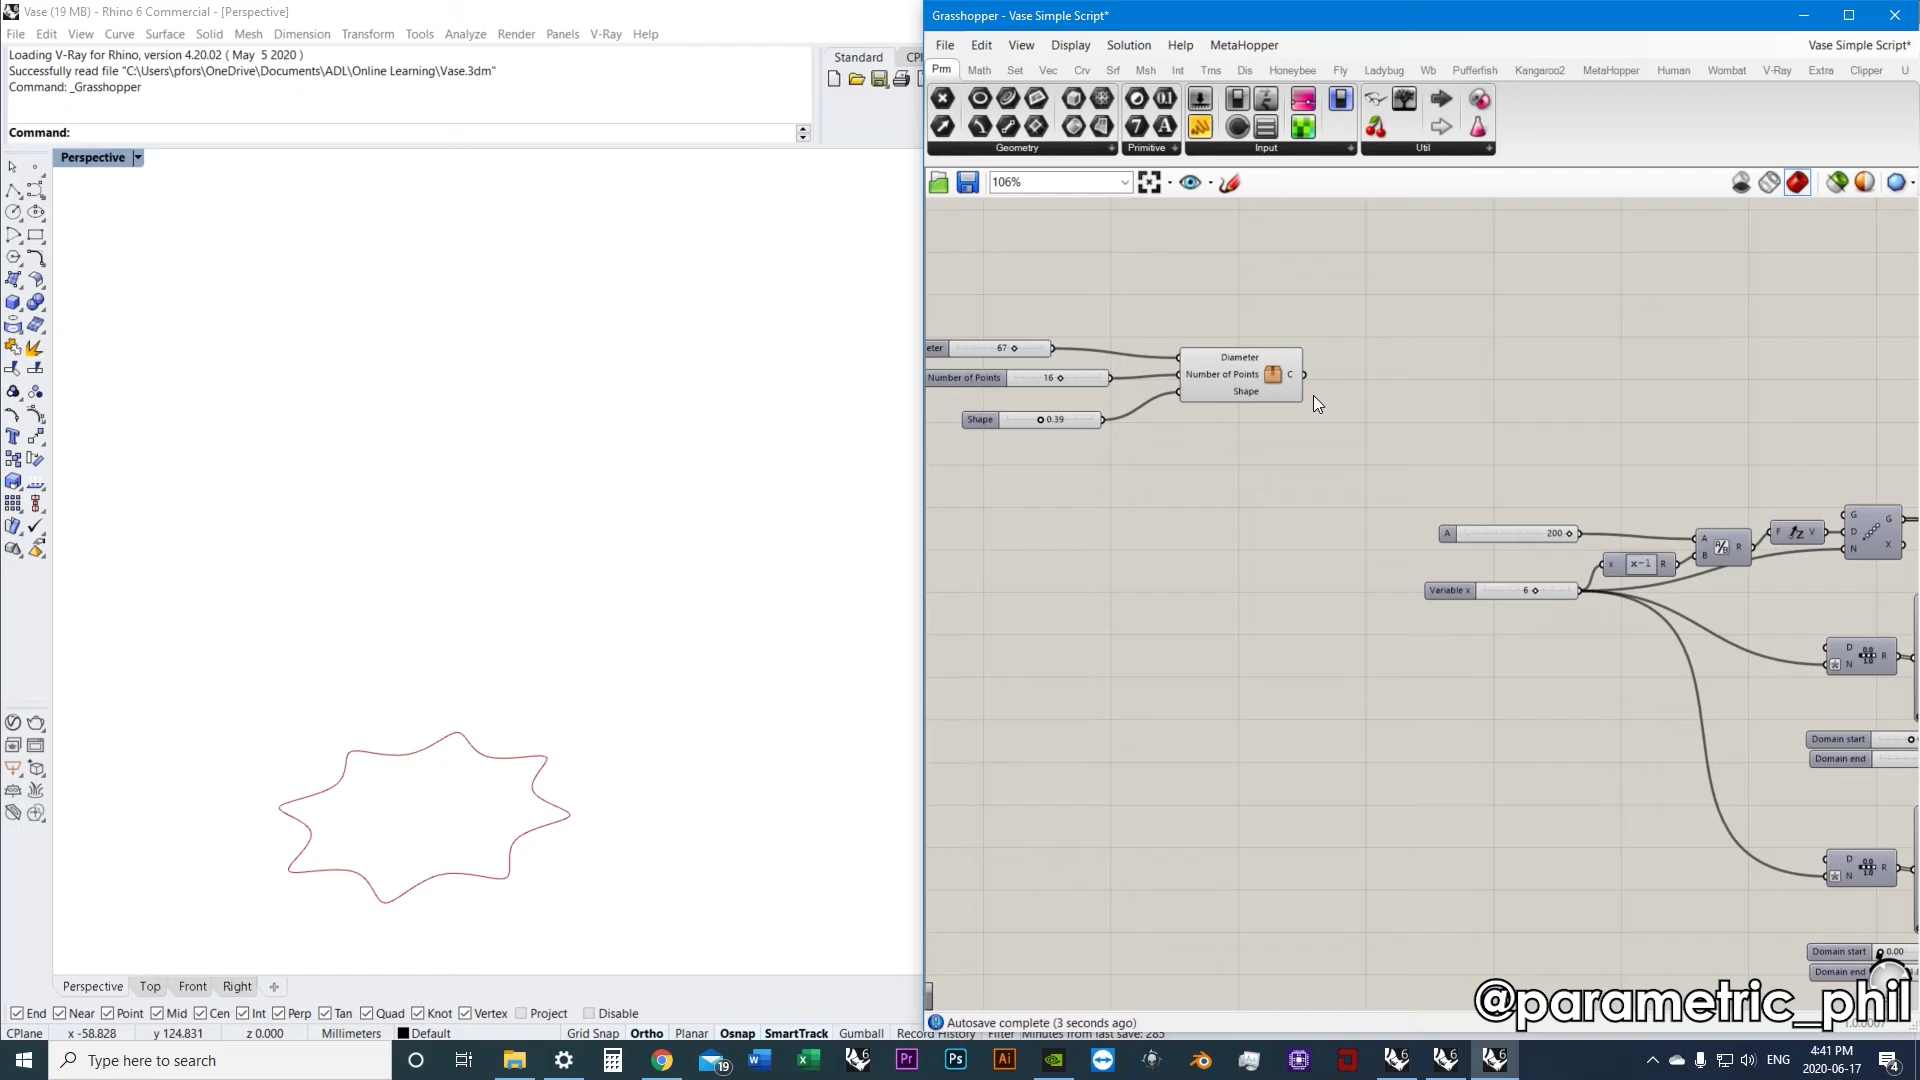 Vase (19 MB) - Rhino 6 Commercial - [Perspective]
File Edit View Curve Surface Solid Mesh Dimension Transform Tools Analyze Render Panels V-Ray Help
Loading V-Ray for Rhino, version 4.20.02 ( May 5 2020 )
Successfully read file "C:\Users\pfors\OneDrive\Documents\ADL\Online Learning\Vase.3dm"
Command: _Grasshopper
Command:
Standard CPl
Perspective
Grasshopper - Vase Simple Script*
File Edit View Display Solution Help MetaHopper Vase Simple Script*
Prm Math Set Vec Crv Srf Msh Int Trns Dis Honeybee Fly Ladybug Wb Pufferfish Kangaroo2 MetaHopper Human Wombat V-Ray Extra Clipper U
Geometry Primitive Input Util
106%
eter 67
Number of Points 16
Shape 0.39
Diameter
Number of Points C
Shape
A 200
Variable x 6
x x-1 R
A B R
F V
G D N G X
D N R
Domain start
Domain end
D N R
Domain start 0.00
Domain end
@parametric_phil
Autosave complete (3 seconds ago)
Perspective Top Front Right
End Near Point Mid Cen Int Perp Tan Quad Knot Vertex Project Disable
CPlane x -58.828 y 124.831 z 0.000 Millimeters Default Grid Snap Ortho Planar Osnap SmartTrack Gumball Record History Filter Minutes from last save: 285
Type here to search
19
ENG
4:41 PM
2020-06-17
4